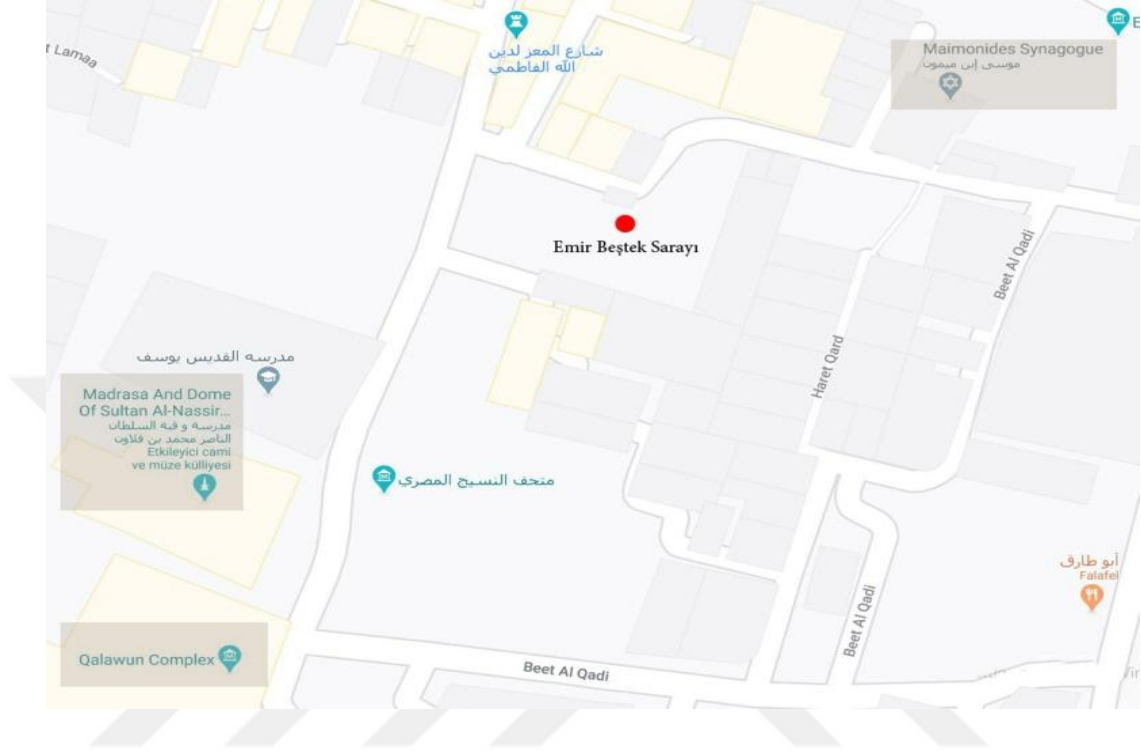 شارع المعز لدين
الله الفاطمي
E
Maimonides Synagogue
موسى إبن ميمون
t Lamaa
Emir Beştek Sarayı
Beet Al Qadi
Haret Qard
مدرسه القديس يوسف
Madrasa And Dome
Of Sultan Al-Nassir...
مدرسة و قبة السلطان
الناصر محمد بن قلاون
Etkileyici cami
ve müze külliyesi
متحف النسيج المصري
أبو طارق
Falafel
Beet Al Qadi
Qalawun Complex
Beet Al Qadi